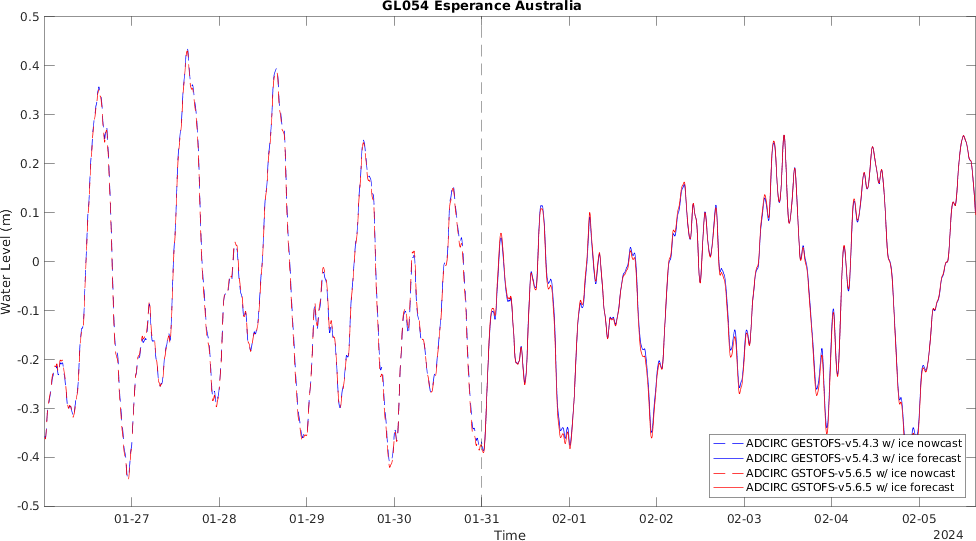 GL054 Esperance Australia
0.5
0.4
0.3
0.2
0.1
0
-0.1
-0.2
-0.3
-0.4
-0.5
Water Level (m)
01-27 01-28 01-29 01-30 01-31 02-01 02-02 02-03 02-04 02-05
Time
2024
ADCIRC GESTOFS-v5.4.3 w/ ice nowcast
ADCIRC GESTOFS-v5.4.3 w/ ice forecast
ADCIRC GSTOFS-v5.6.5 w/ ice nowcast
ADCIRC GSTOFS-v5.6.5 w/ ice forecast